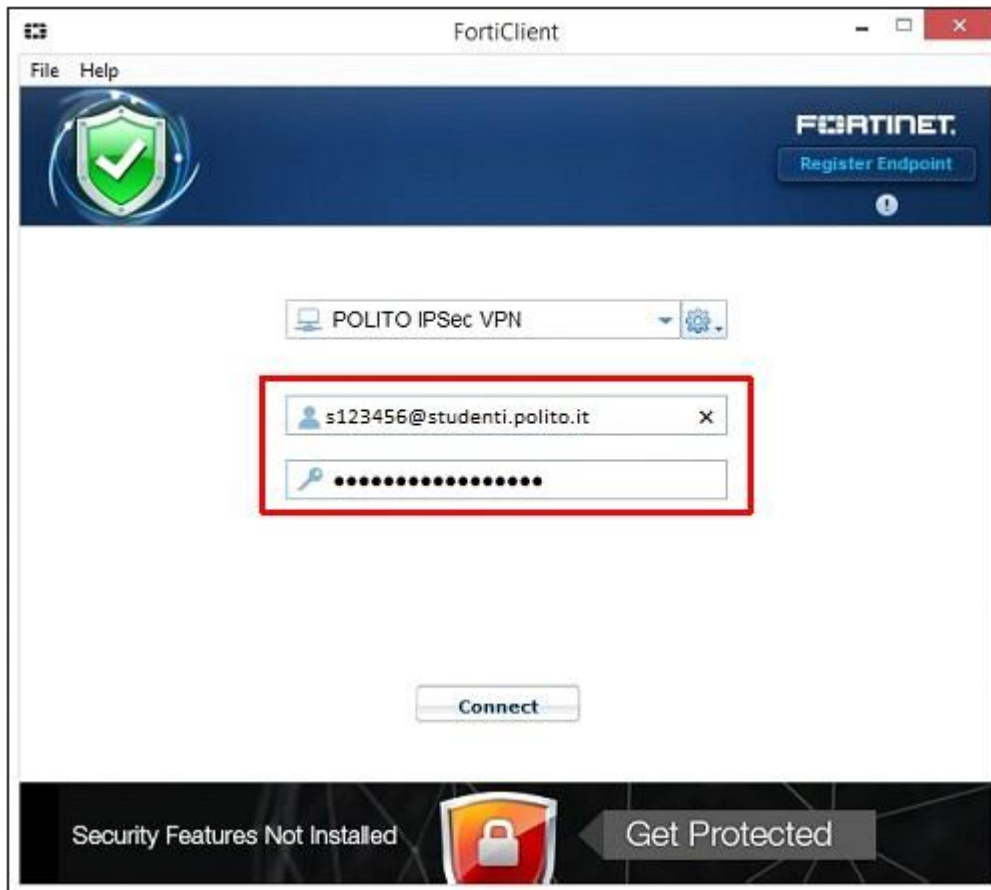 FortiClient
File Help
FORTINET
Register Endpoint
POLITO IPSec VPN
s123456@studenti.polito.it
Connect
Security Features Not Installed
Get Protected